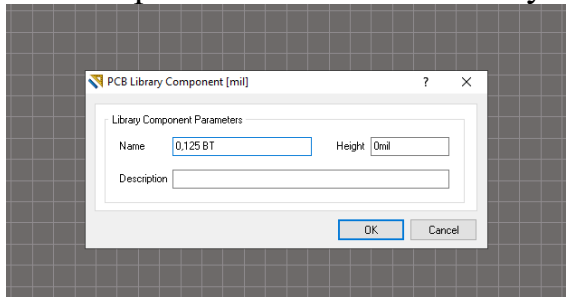 PCB Library Component [mil] ? ×
Library Component Parameters
Name 0,125 BT Height 0mil
Description
OK Cancel